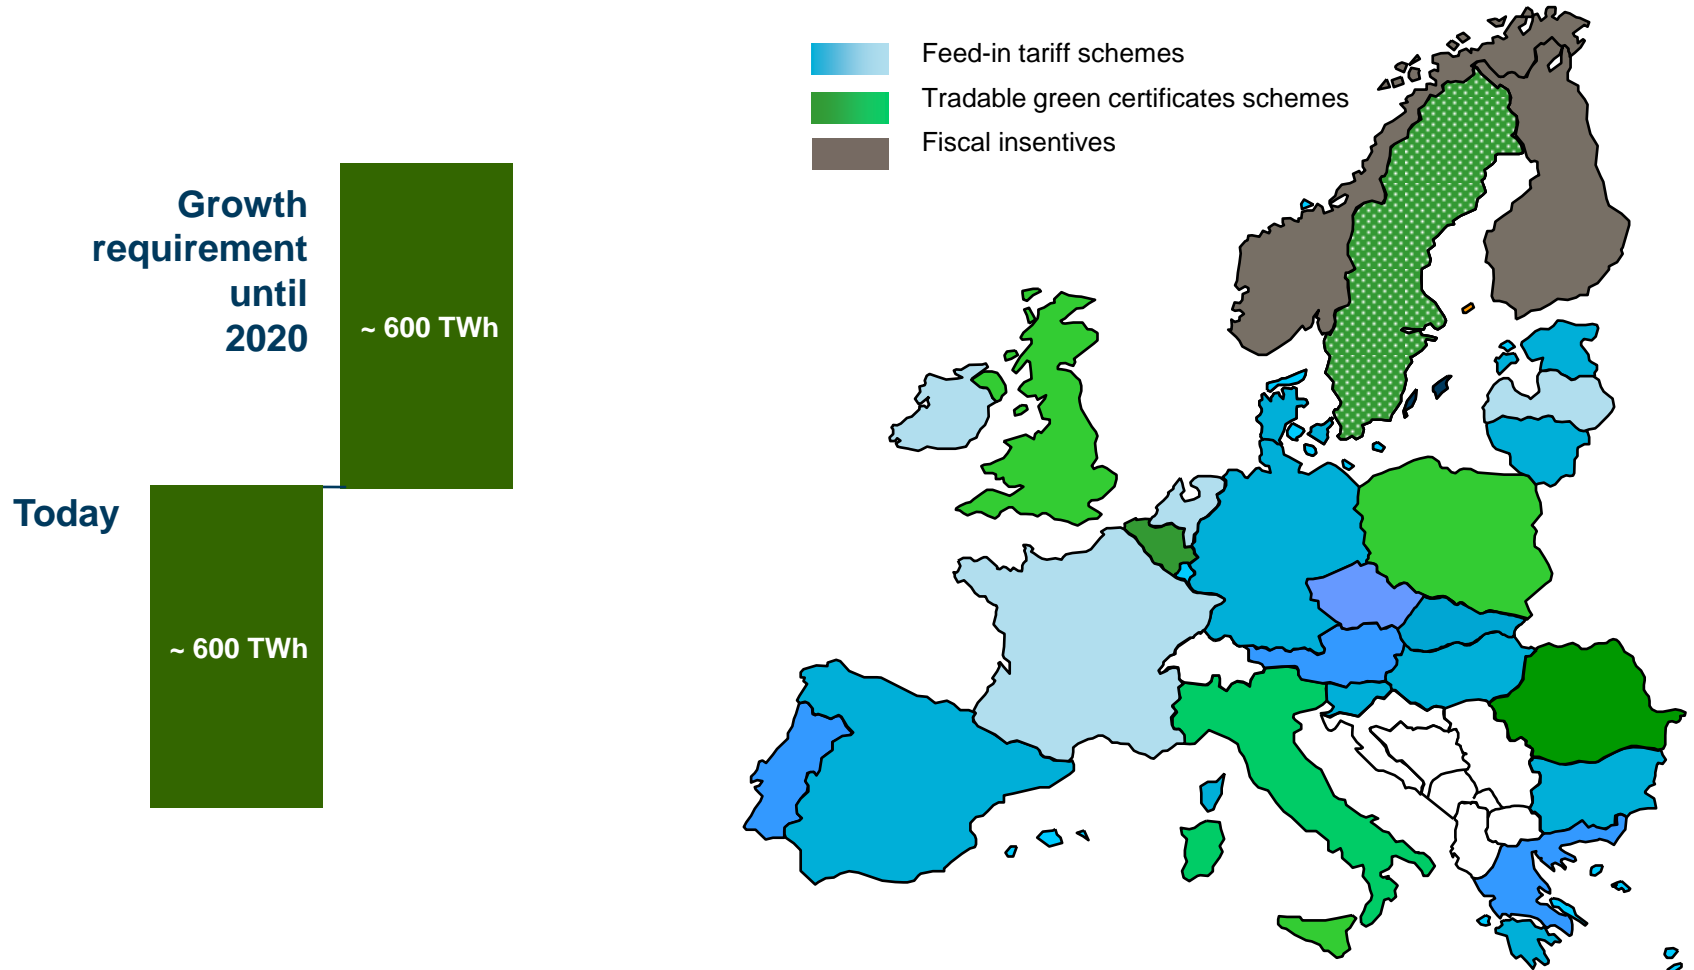 Feed-in tariff schemes
Tradable green certificates schemes
Fiscal insentives
Growth
requirement
until
2020
~ 600 TWh
Today
~ 600 TWh